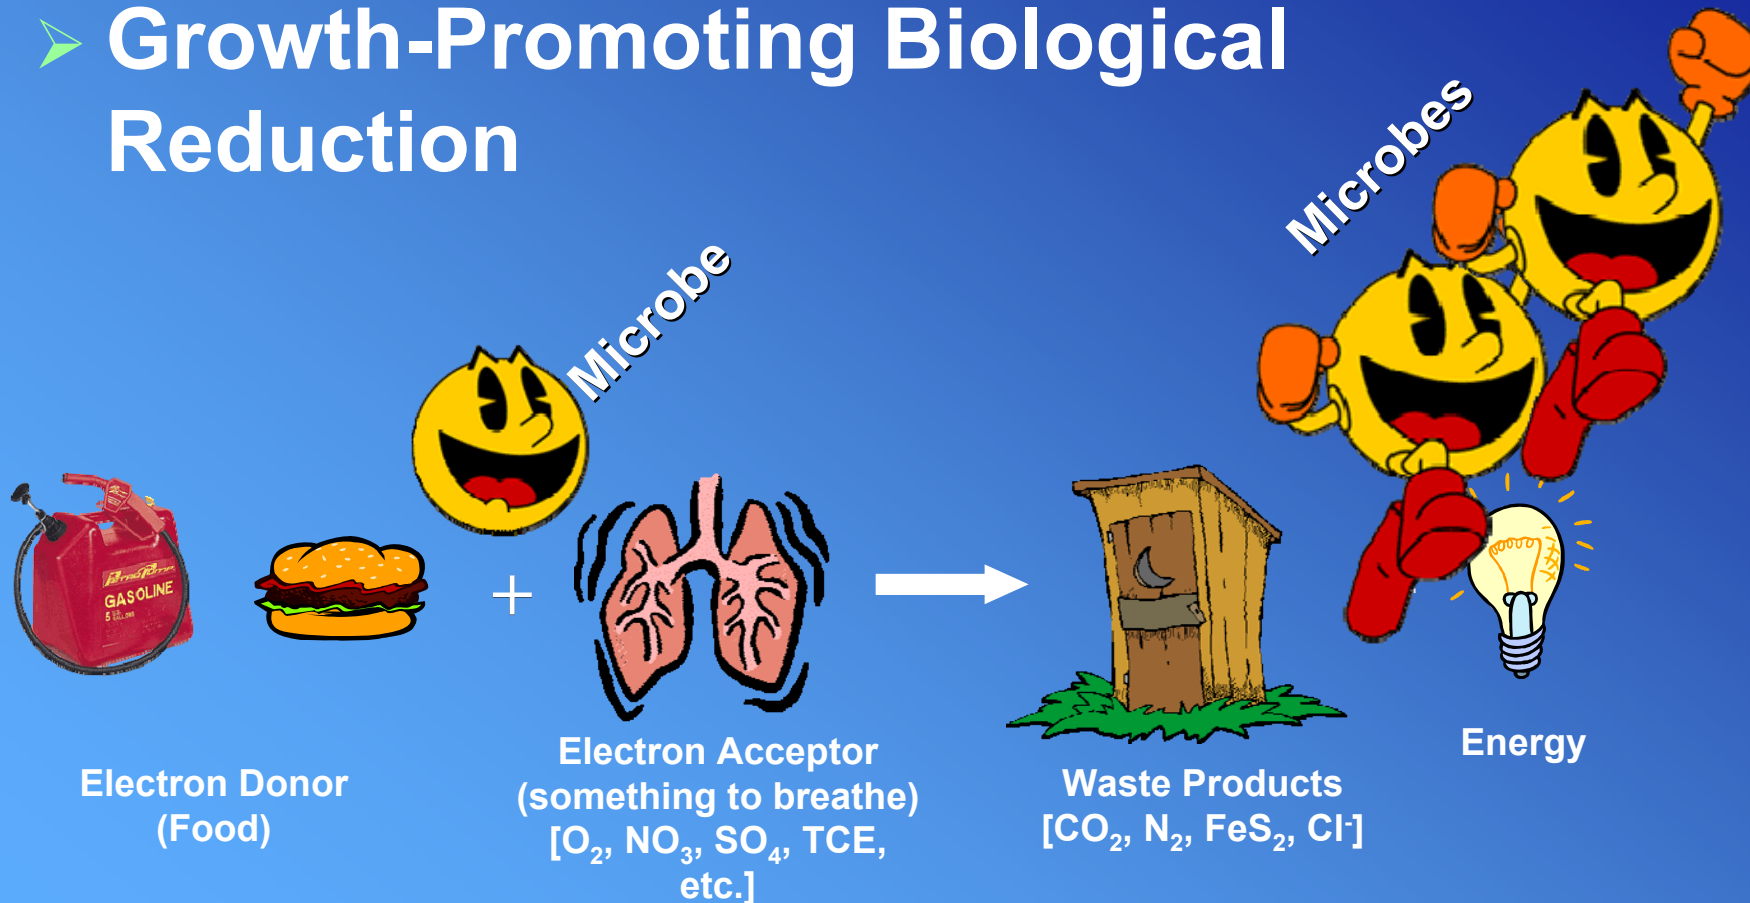 Growth-Promoting Biological
Reduction
Microbes
Microbe
GASOLINE
5
Electron Donor
(Food)
Electron Acceptor
(something to breathe)
[O₂, NO₃, SO₄, TCE,
etc.]
Waste Products
[CO₂, N₂, FeS₂, Cl⁻]
Energy